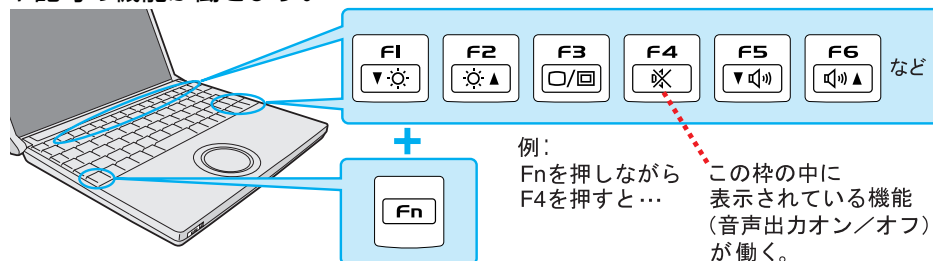 F1 F2 F3 F4 F5 F6 など
Fn
例：
Fnを押しながら
F4を押すと…
この枠の中に
表示されている機能
（音声出力オン／オフ）
が働く。